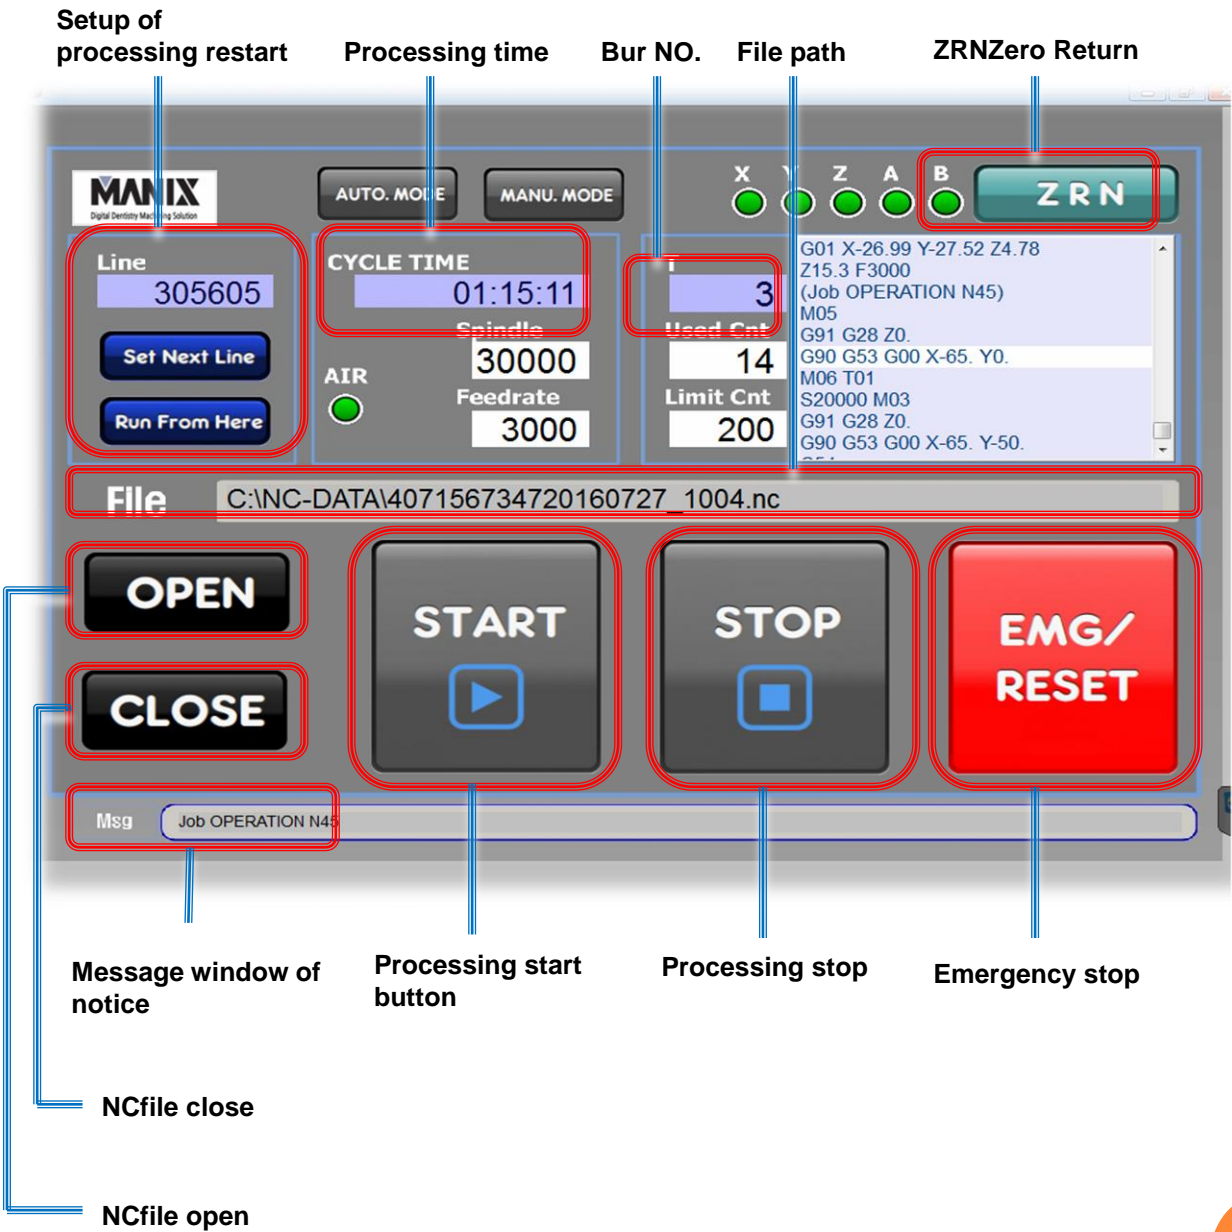 Setup of
processing restart
Processing time
Bur NO.
File path
ZRNZero Return
MANIX
Digital Dentistry Machining Solution
AUTO. MODE
MANU. MODE
X Y Z A B
Z R N
Line
305605
Set Next Line
Run From Here
CYCLE TIME
01:15:11
Spindle
30000
AIR
Feedrate
3000
T
3
Used Cnt
14
Limit Cnt
200
G01 X-26.99 Y-27.52 Z4.78
Z15.3 F3000
(Job OPERATION N45)
M05
G91 G28 Z0.
G90 G53 G00 X-65. Y0.
M06 T01
S20000 M03
G91 G28 Z0.
G90 G53 G00 X-65. Y-50.
File
C:\NC-DATA\407156734720160727_1004.nc
OPEN
CLOSE
START
STOP
EMG/
RESET
Msg
Job OPERATION N45
Message window of
notice
Processing start
button
Processing stop
Emergency stop
NCfile close
NCfile open